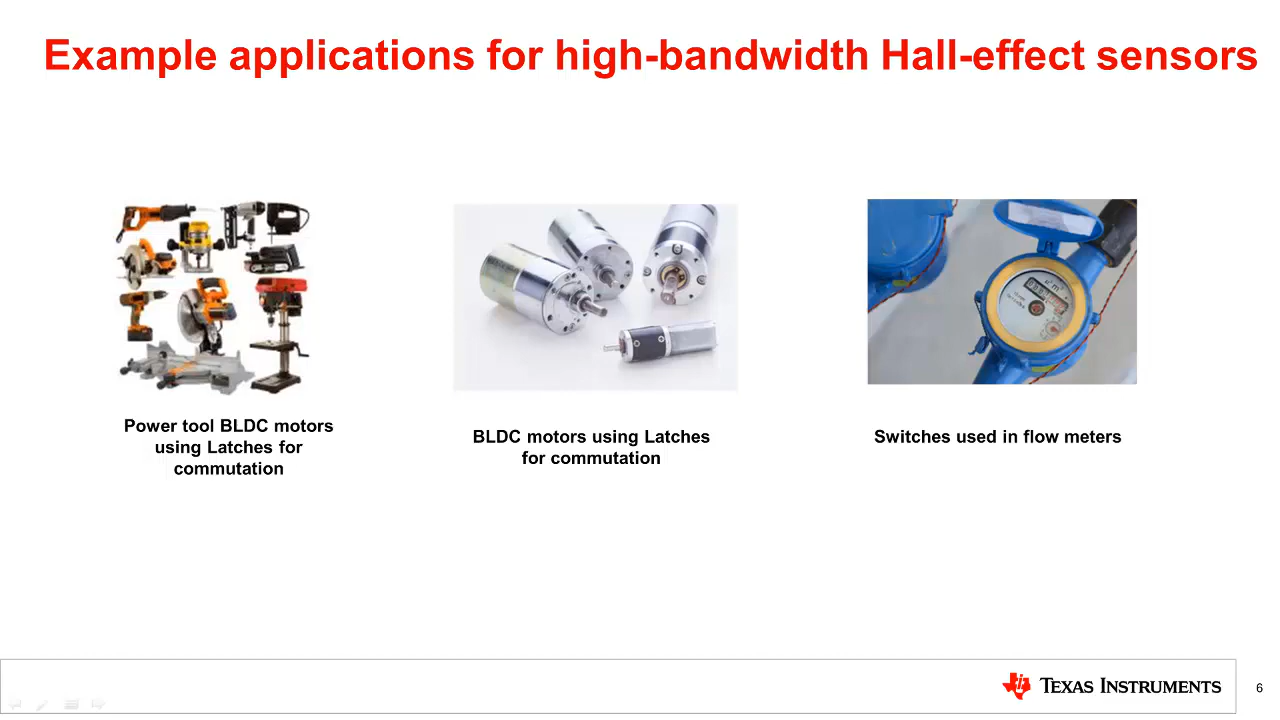 Example applications for high-bandwidth Hall-effect sensors
Power tool BLDC motors
using Latches for
commutation
BLDC motors using Latches
for commutation
Switches used in flow meters
TEXAS INSTRUMENTS
6